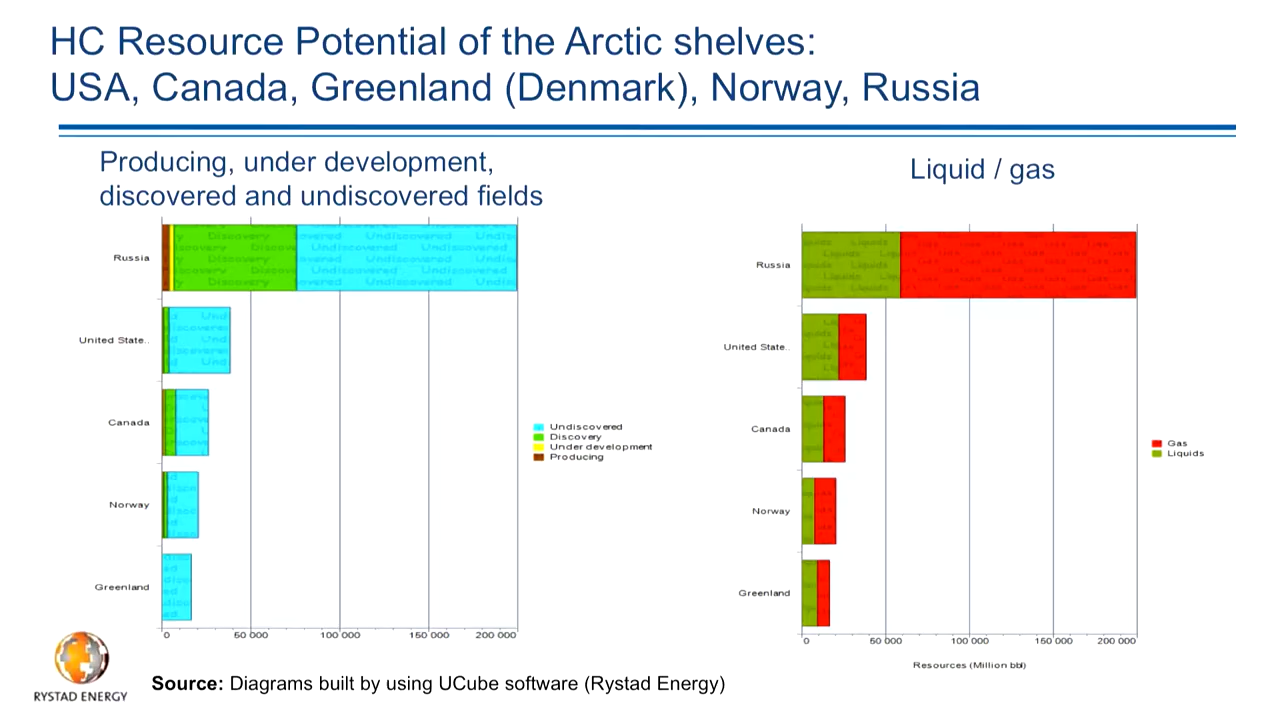 HC Resource Potential of the Arctic shelves:
USA, Canada, Greenland (Denmark), Norway, Russia
Producing, under development,
discovered and undiscovered fields
Russia
United State..
Canada
Norway
Greenland
0 50 000 100 000 150 000 200 000
Undiscovered
Discovery
Under development
Producing
Liquid / gas
Russia
United State..
Canada
Norway
Greenland
0 50 000 100 000 150 000 200 000
Resources (Million bbl)
Gas
Liquids
RYSTAD ENERGY
Source: Diagrams built by using UCube software (Rystad Energy)